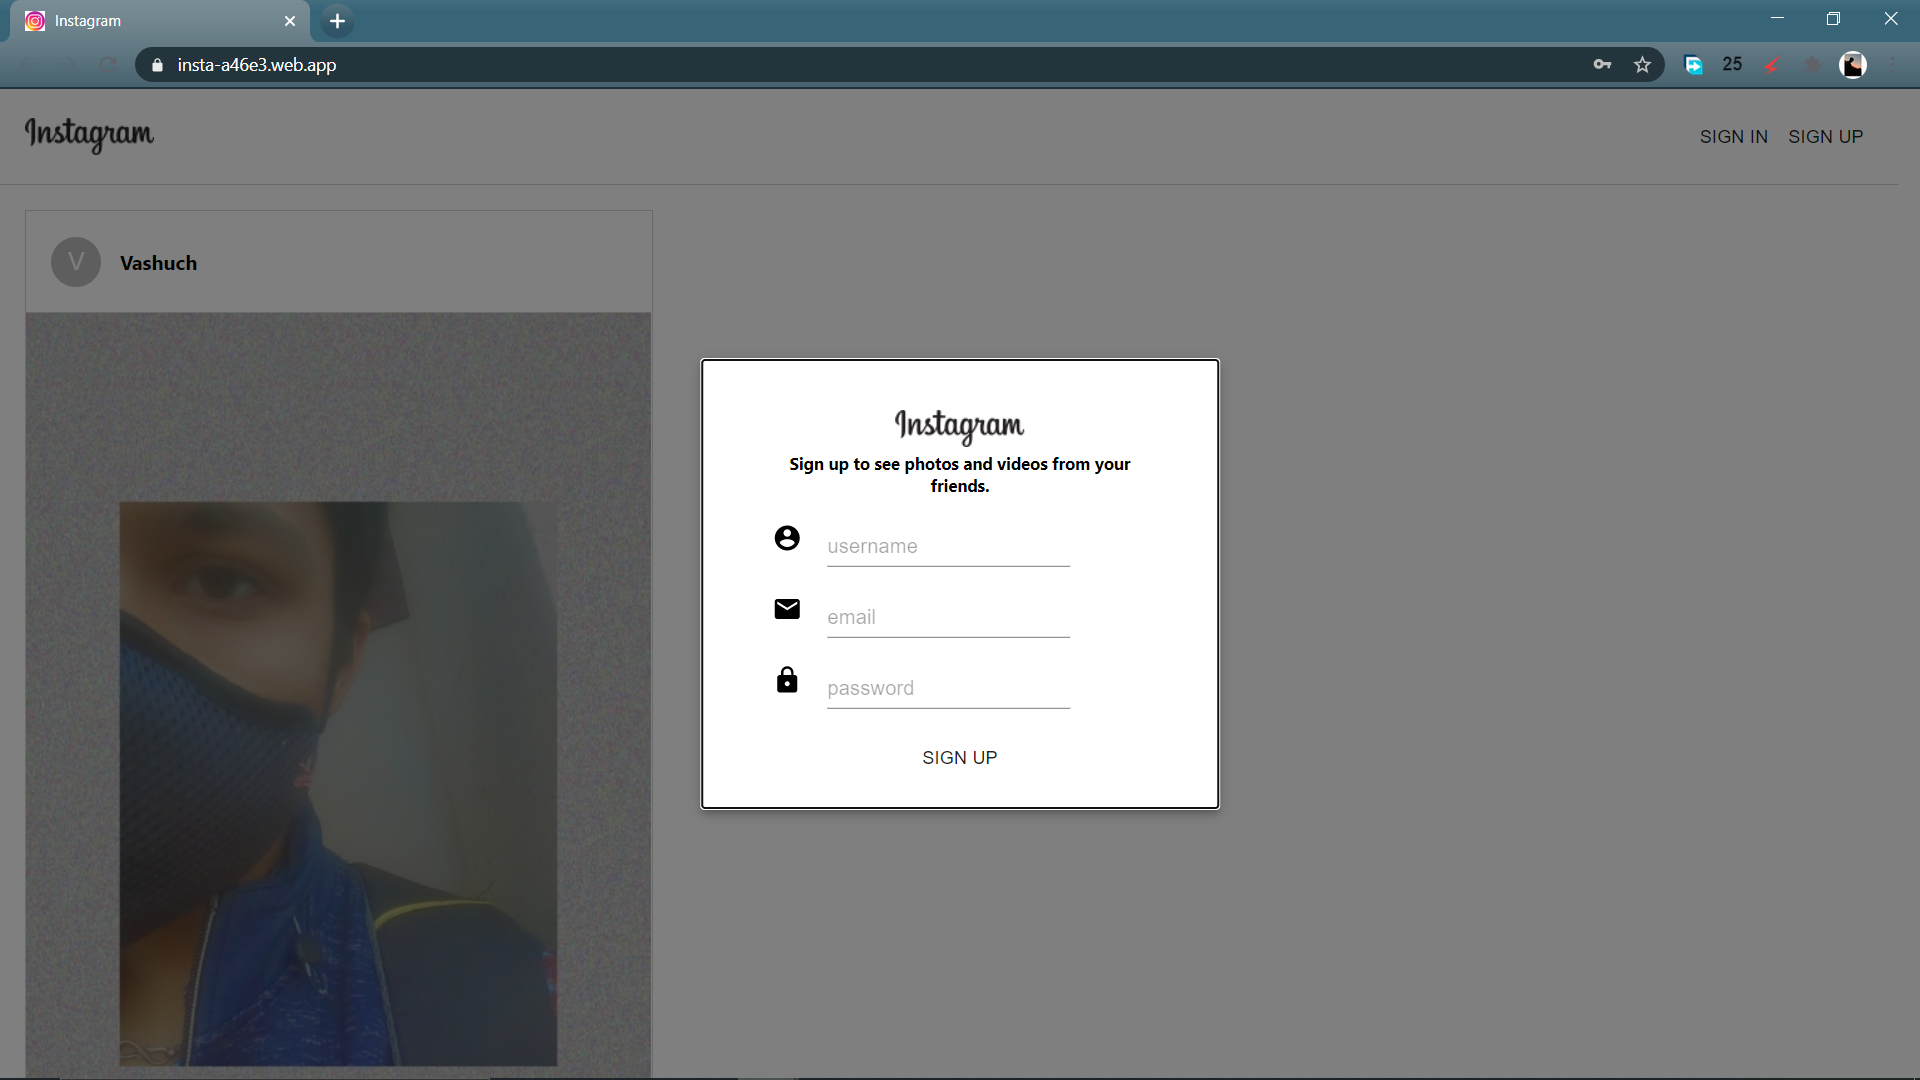 Instagram
insta-a46e3.web.app
25
Instagram
SIGN IN SIGN UP
V
Vashuch
Instagram
Sign up to see photos and videos from your
friends.
username
email
password
SIGN UP